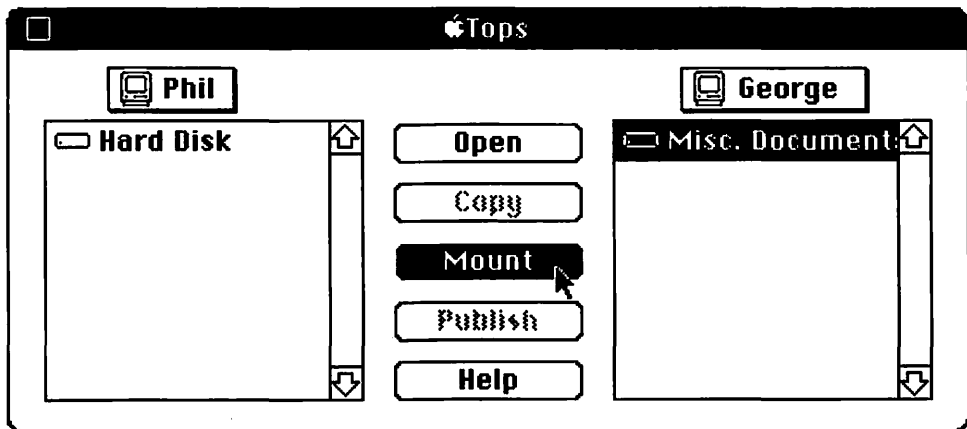 Tops
Phil
George
Hard Disk
Misc. Document
Open
Copy
Mount
Publish
Help